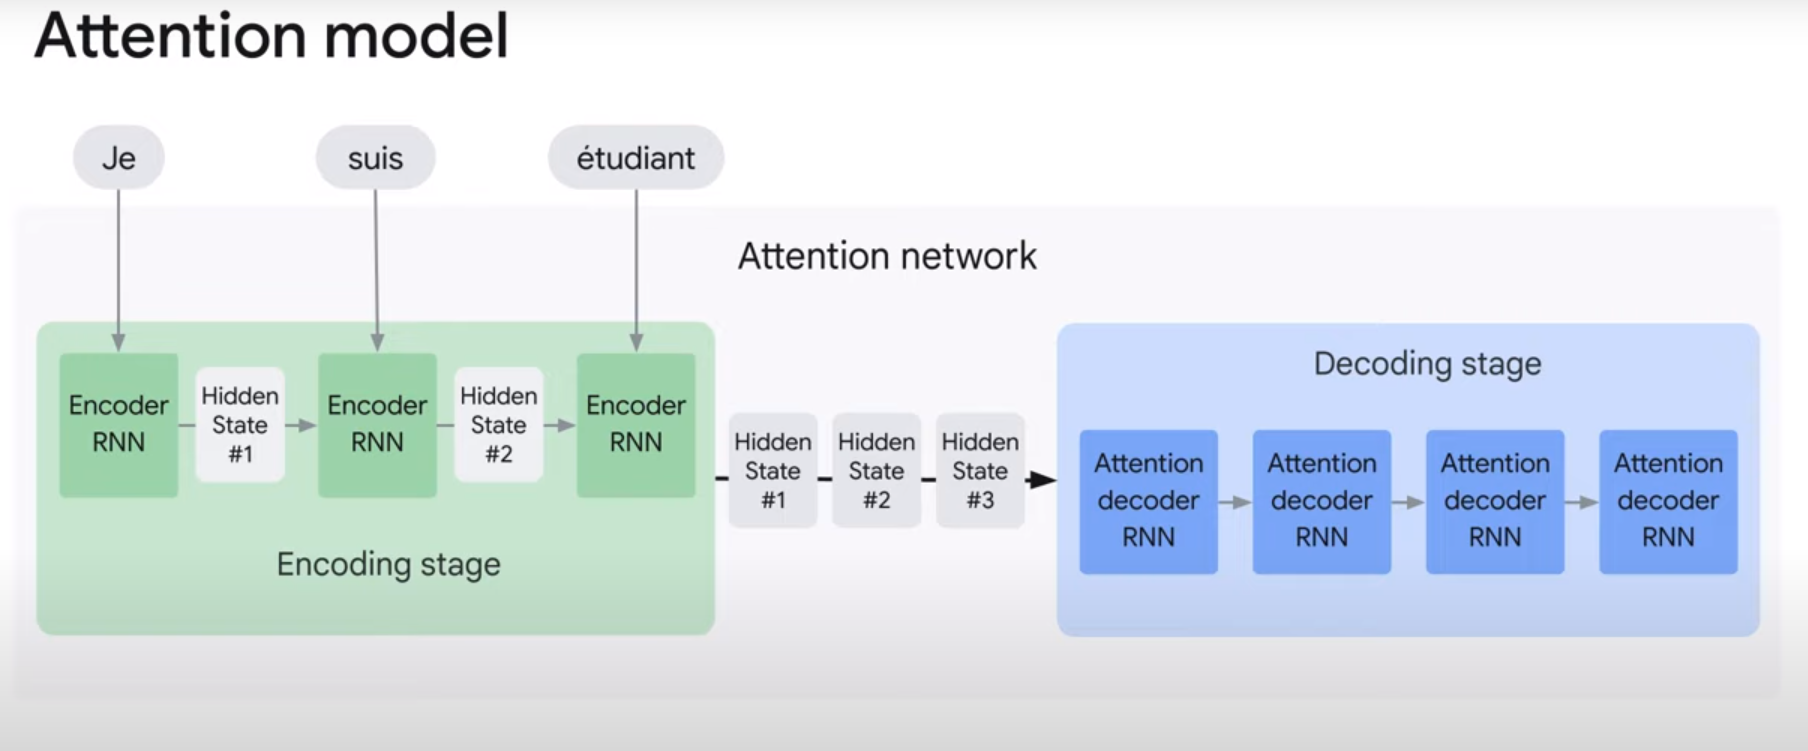 Attention model
Je
suis
étudiant
Attention network
Encoder
RNN
Hidden
State
#1
Encoder
RNN
Hidden
State
#2
Encoder
RNN
Encoding stage
Hidden
State
#1
Hidden
State
#2
Hidden
State
#3
Decoding stage
Attention
decoder
RNN
Attention
decoder
RNN
Attention
decoder
RNN
Attention
decoder
RNN